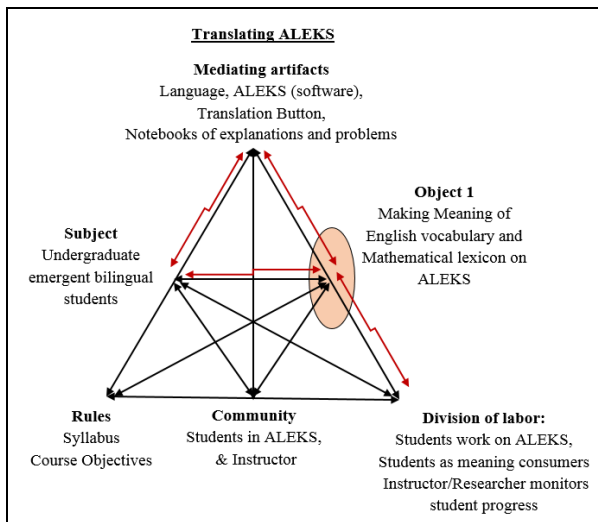 Translating ALEKS
Mediating artifacts
Language, ALEKS (software),
Translation Button,
Notebooks of explanations and problems
Object 1
Making Meaning of
English vocabulary and
Mathematical lexicon on
ALEKS
Subject
Undergraduate
emergent bilingual
students
Rules
Syllabus
Course Objectives
Community
Students in ALEKS,
& Instructor
Division of labor:
Students work on ALEKS,
Students as meaning consumers
Instructor/Researcher monitors
student progress